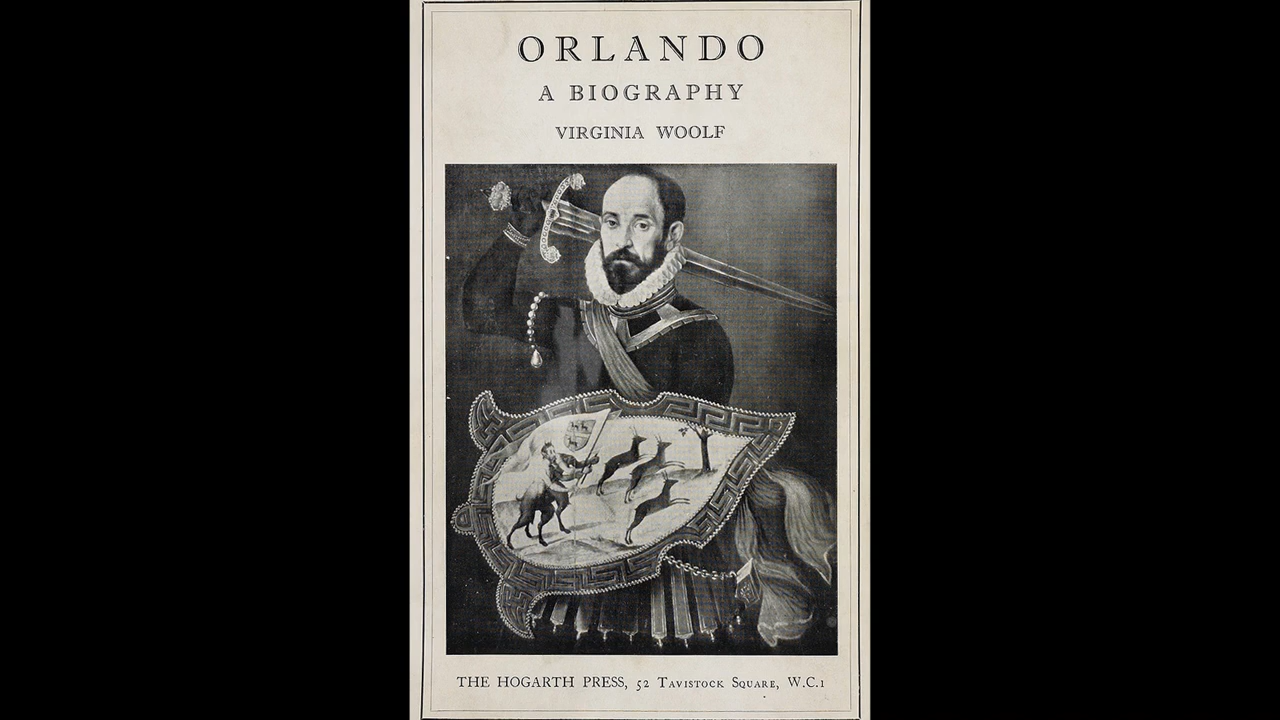 ORLANDO
A BIOGRAPHY
VIRGINIA WOOLF
THE HOGARTH PRESS, 52 TAVISTOCK SQUARE, W.C.1